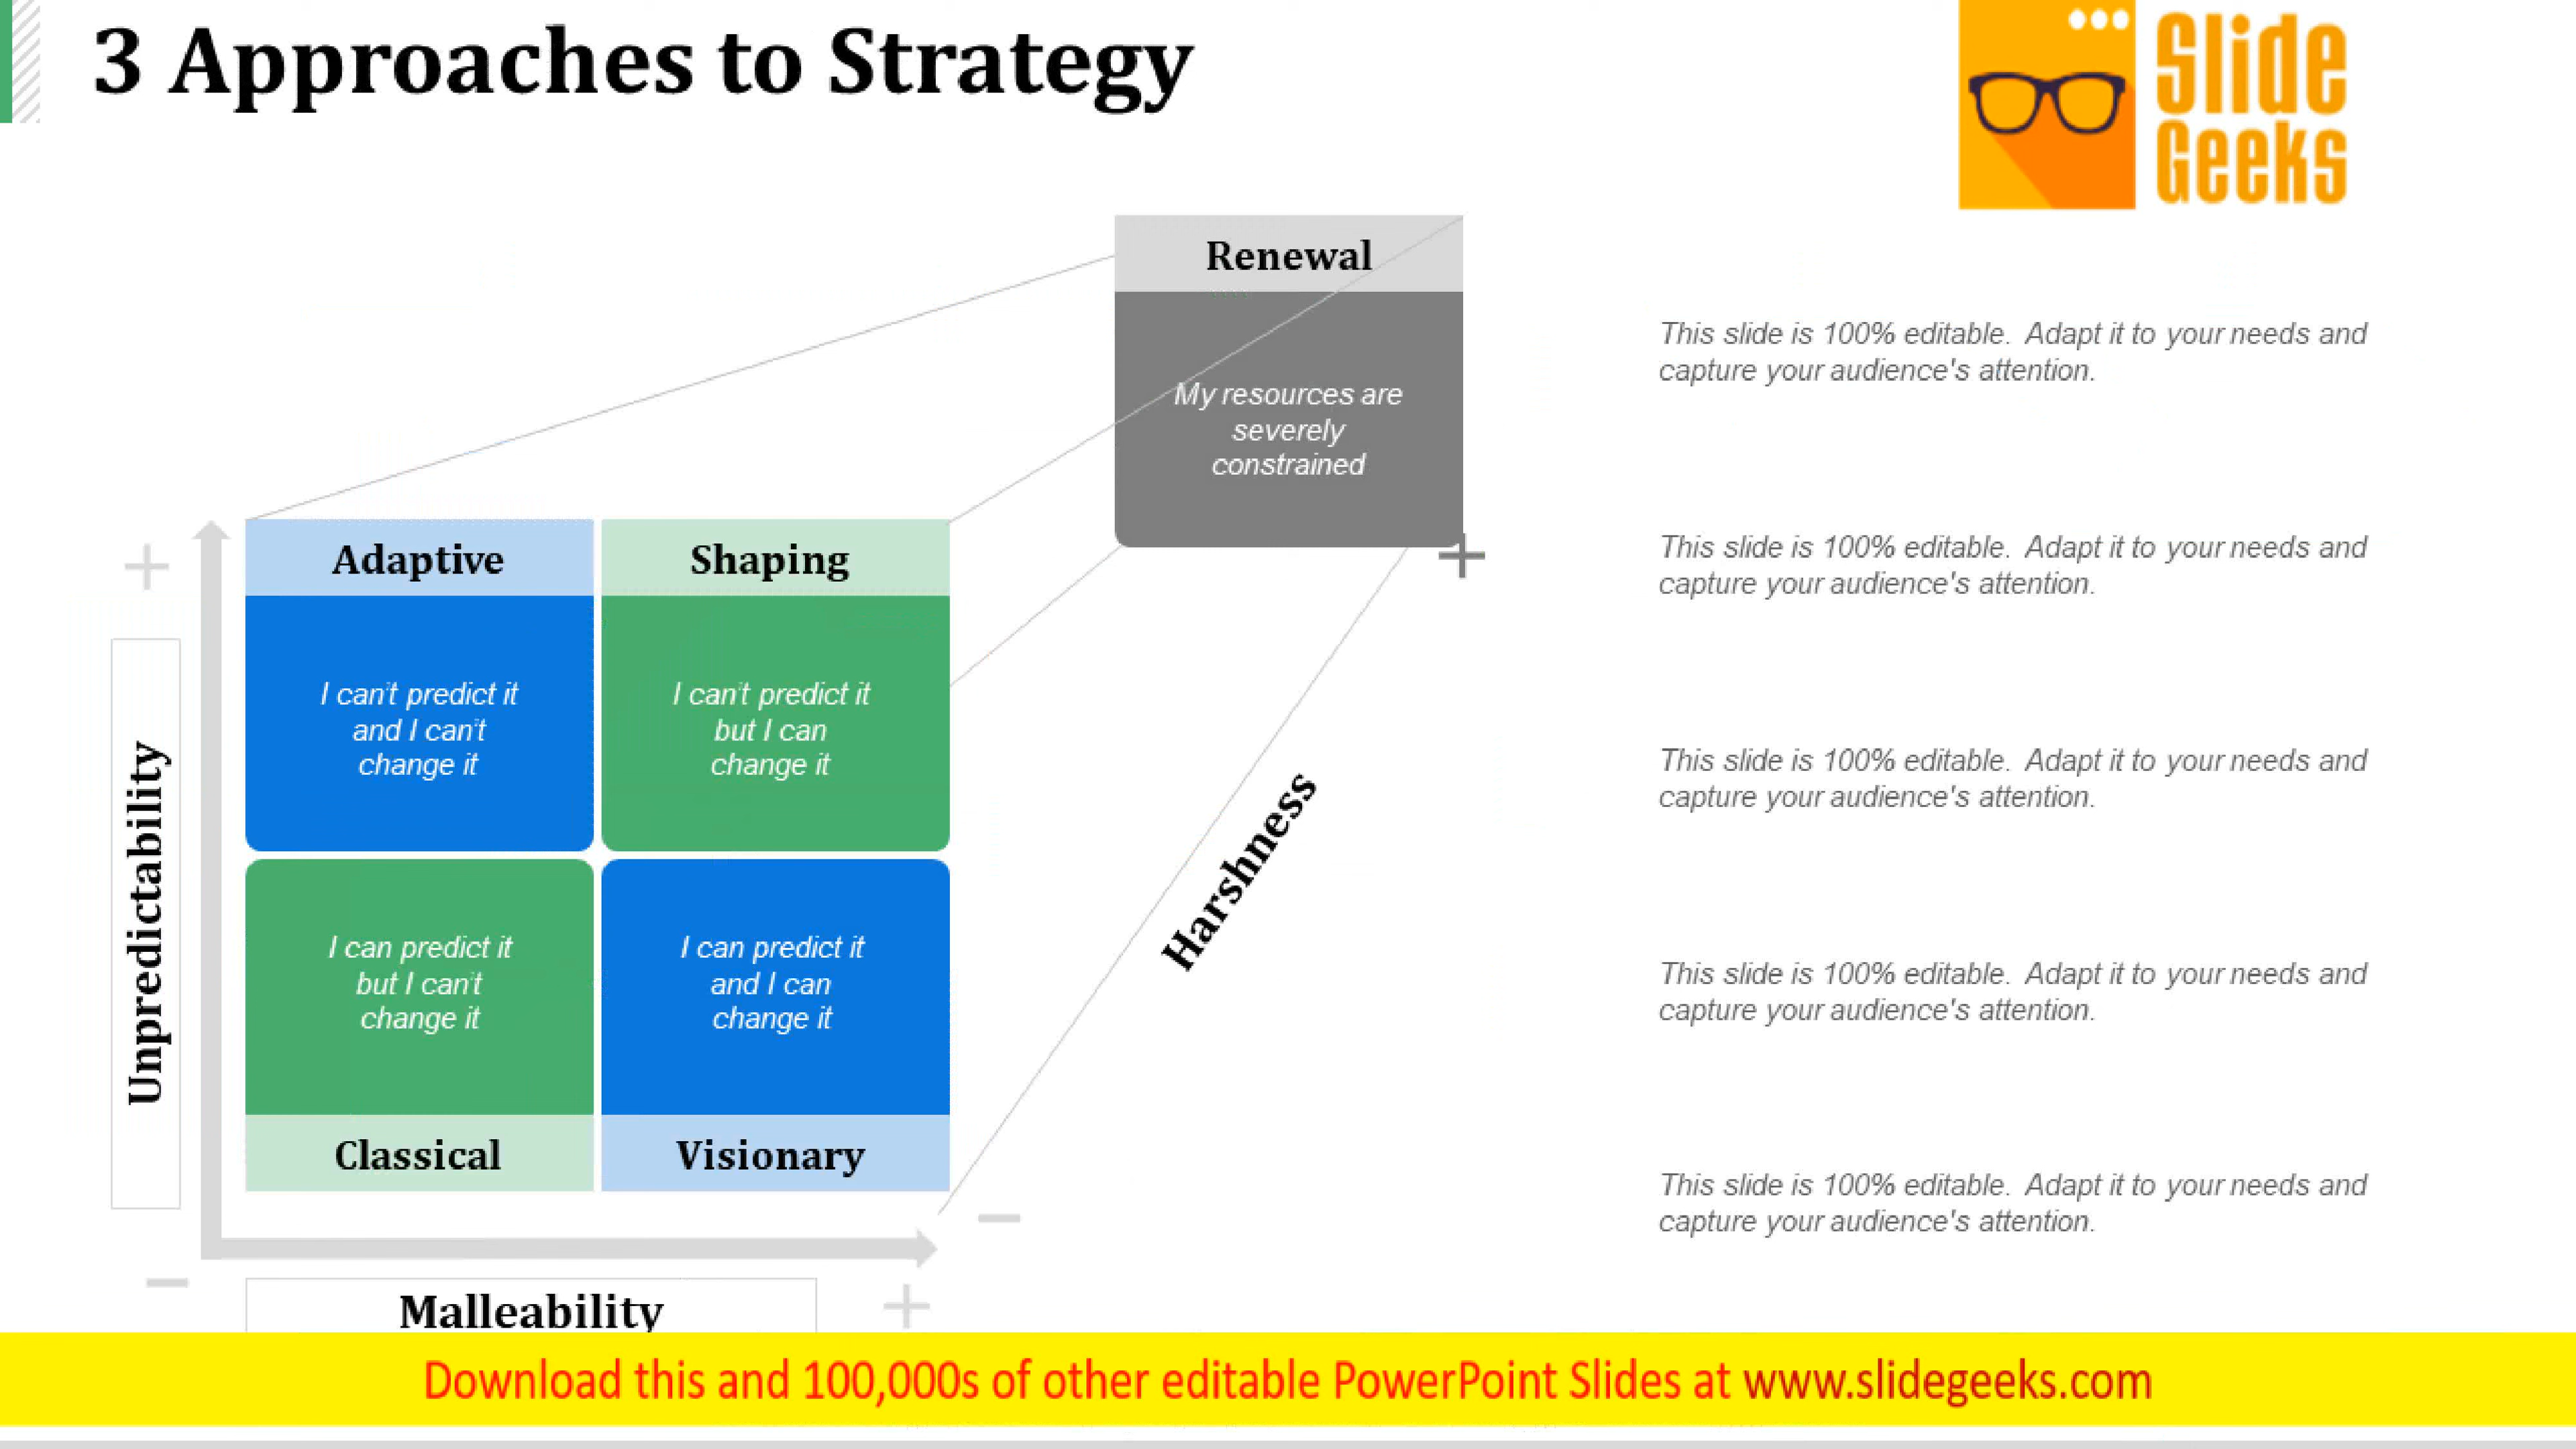 3 Approaches to Strategy
Slide
Geeks
Renewal
My resources are
severely
constrained
Adaptive
I can't predict it
and I can't
change it
Shaping
I can't predict it
but I can
change it
I can predict it
but I can't
change it
Classical
I can predict it
and I can
change it
Visionary
+
Unpredictability
−
Malleability
+
−
Harshness
+
This slide is 100% editable. Adapt it to your needs and
capture your audience's attention.
This slide is 100% editable. Adapt it to your needs and
capture your audience's attention.
This slide is 100% editable. Adapt it to your needs and
capture your audience's attention.
This slide is 100% editable. Adapt it to your needs and
capture your audience's attention.
This slide is 100% editable. Adapt it to your needs and
capture your audience's attention.
Download this and 100,000s of other editable PowerPoint Slides at www.slidegeeks.com